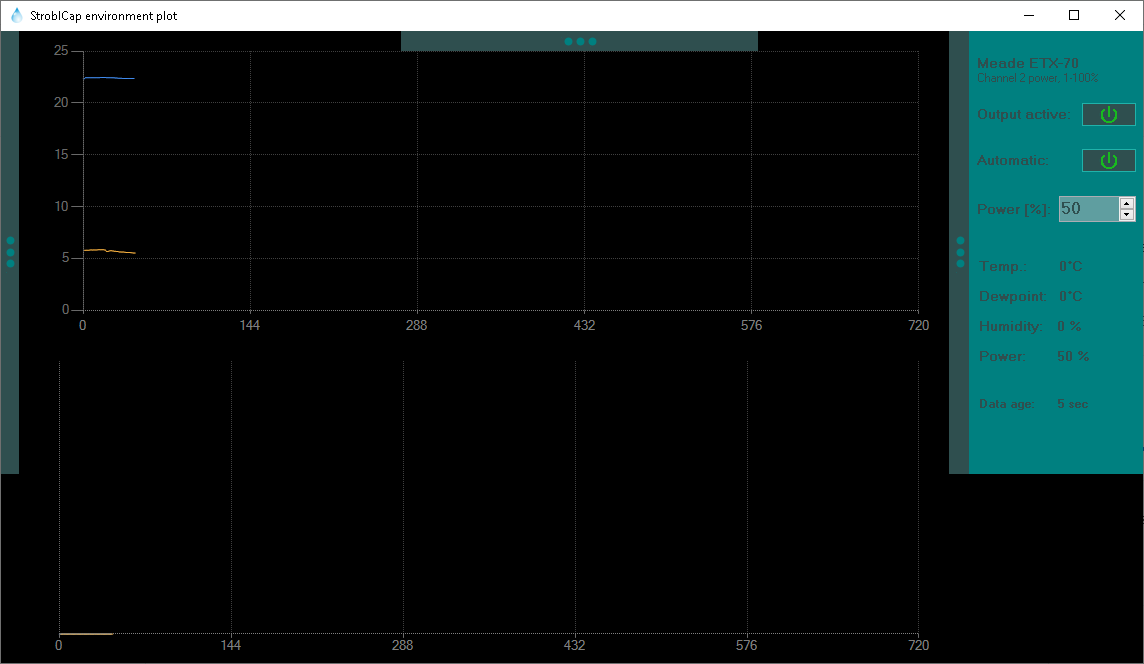 StroblCap environment plot
25
20
15
10
5
0
0 144 288 432 576 720
0 144 288 432 576 720
Meade ETX-70
Channel 2 power, 1-100%
Output active:
Automatic:
Power [%]: 50
Temp.: 0°C
Dewpoint: 0°C
Humidity: 0 %
Power: 50 %
Data age: 5 sec